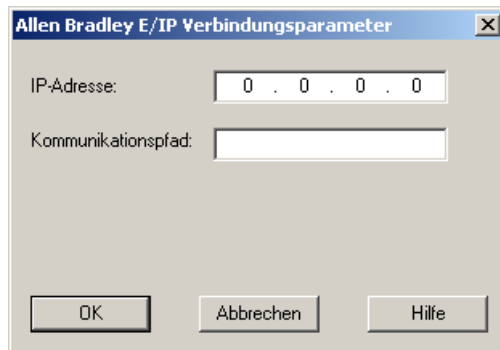 Allen Bradley E/IP Verbindungsparameter
IP-Adresse: 0 . 0 . 0 . 0
Kommunikationspfad:
OK Abbrechen Hilfe